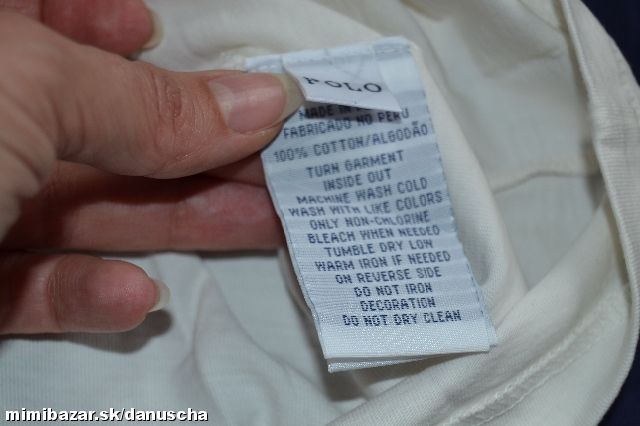 POLO
MADE IN
FABRICADO NO PERU
100% COTTON/ALGODÃO
TURN GARMENT
INSIDE OUT
MACHINE WASH COLD
WASH WITH LIKE COLORS
ONLY NON-CHLORINE
BLEACH WHEN NEEDED
TUMBLE DRY LOW
WARM IRON IF NEEDED
ON REVERSE SIDE
DO NOT IRON
DECORATION
DO NOT DRY CLEAN
mimibazar.sk/danuscha